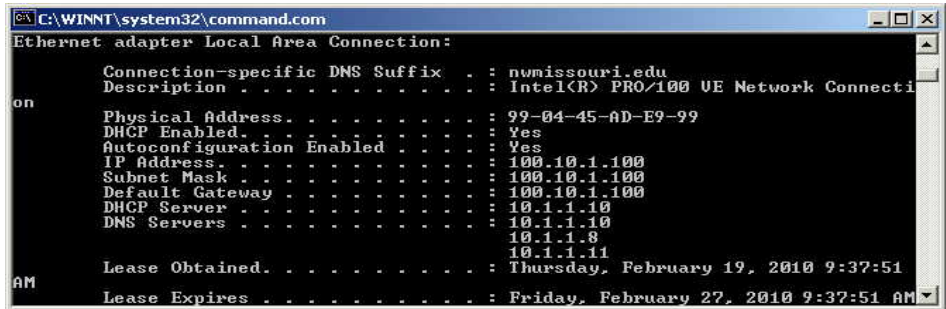 C:\WINNT\system32\command.com
Ethernet adapter Local Area Connection:
Connection-specific DNS Suffix . : nwmissouri.edu
Description . . . . . . . . . . . : Intel(R) PRO/100 VE Network Connecti
on
Physical Address. . . . . . . . . : 99-04-45-AD-E9-99
DHCP Enabled. . . . . . . . . . . : Yes
Autoconfiguration Enabled . . . . : Yes
IP Address. . . . . . . . . . . . : 100.10.1.100
Subnet Mask . . . . . . . . . . . : 100.10.1.100
Default Gateway . . . . . . . . . : 100.10.1.100
DHCP Server . . . . . . . . . . . : 10.1.1.10
DNS Servers . . . . . . . . . . . : 10.1.1.10
10.1.1.8
10.1.1.11
Lease Obtained. . . . . . . . . . : Thursday, February 19, 2010 9:37:51
AM
Lease Expires . . . . . . . . . . : Friday, February 27, 2010 9:37:51 AM